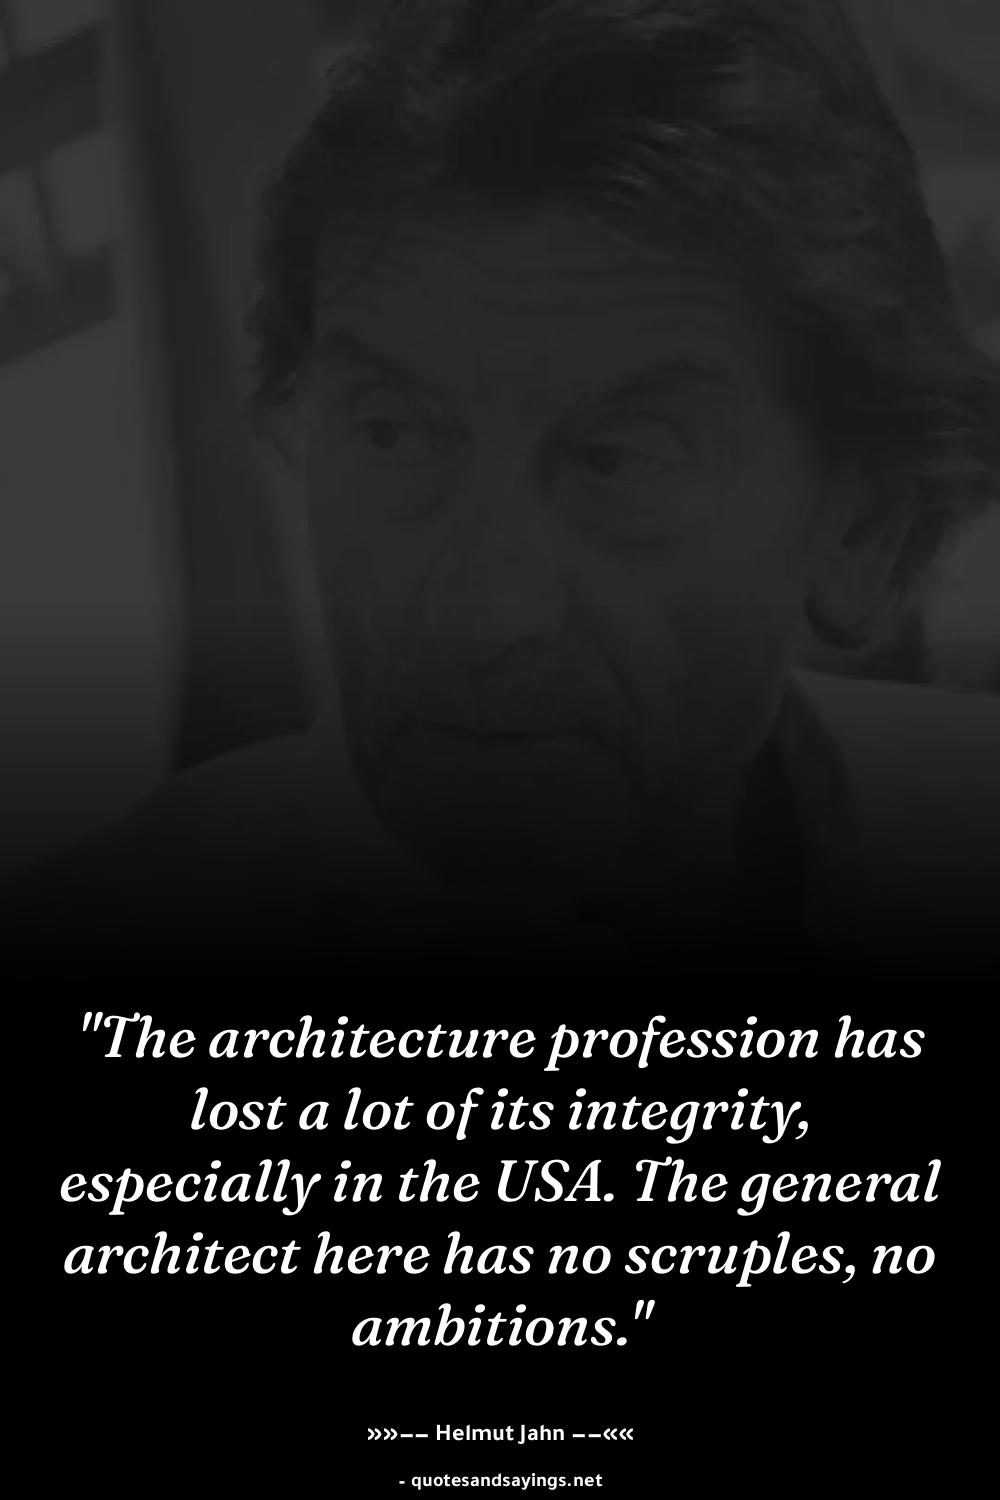 "The architecture profession has
lost a lot of its integrity,
especially in the USA. The general
architect here has no scruples, no
ambitions."
»»−− Helmut Jahn −−««
- quotesandsayings.net